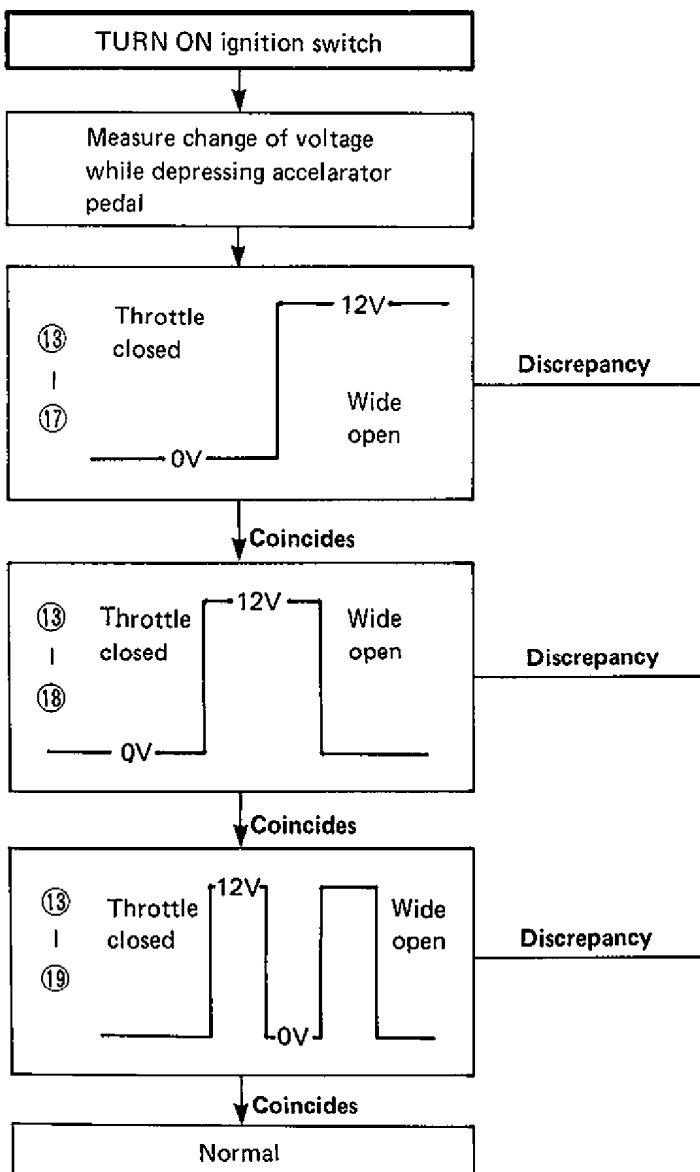 TURN ON ignition switch
Measure change of voltage
while depressing accelarator
pedal
⑬ | ⑰
Throttle
closed
12V
Wide
open
0V
Discrepancy
Coincides
⑬ | ⑱
Throttle
closed
12V
Wide
open
0V
Discrepancy
Coincides
⑬ | ⑲
Throttle
closed
12V
Wide
open
0V
Discrepancy
Coincides
Normal